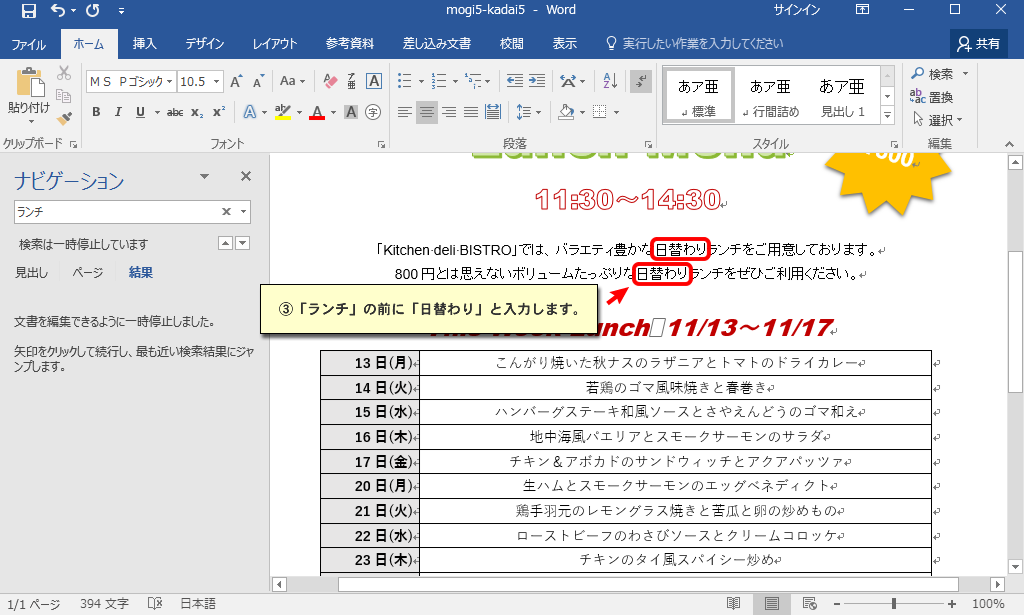 mogi5-kadai5 - Word
サインイン
ファイル
ホーム
挿入
デザイン
レイアウト
参考資料
差し込み文書
校閲
表示
実行したい作業を入力してください
共有
貼り付け
ＭＳ Ｐゴシック
10.5
Aa
A
B I U abc x₂ x²
A
字
あア亜
あア亜
あア亜
標準
行間詰め
見出し 1
検索
置換
選択
クリップボード
フォント
段落
スタイル
編集
ナビゲーション
ランチ
検索は一時停止しています
見出し
ページ
結果
文書を編集できるように一時停止しました。
矢印をクリックして続行し、最も近い検索結果にジャ
ンプします。
Lunch Menu
11:30～14:30
「Kitchen·deli·BISTRO」では、バラエティ豊かな日替わりランチをご用意しております。
800 円とは思えないボリュームたっぷりな日替わりランチをぜひご利用ください。
③「ランチ」の前に「日替わり」と入力します。
This Week Lunch 11/13～11/17
13 日(月) こんがり焼いた秋ナスのラザニアとトマトのドライカレー
14 日(火) 若鶏のゴマ風味焼きと春巻き
15 日(水) ハンバーグステーキ和風ソースとさやえんどうのゴマ和え
16 日(木) 地中海風パエリアとスモークサーモンのサラダ
17 日(金) チキン＆アボカドのサンドウィッチとアクアパッツァ
20 日(月) 生ハムとスモークサーモンのエッグベネディクト
21 日(火) 鶏手羽元のレモングラス焼きと苦瓜と卵の炒めもの
22 日(水) ローストビーフのわさびソースとクリームコロッケ
23 日(木) チキンのタイ風スパイシー炒め
1/1 ページ
394 文字
日本語
100%